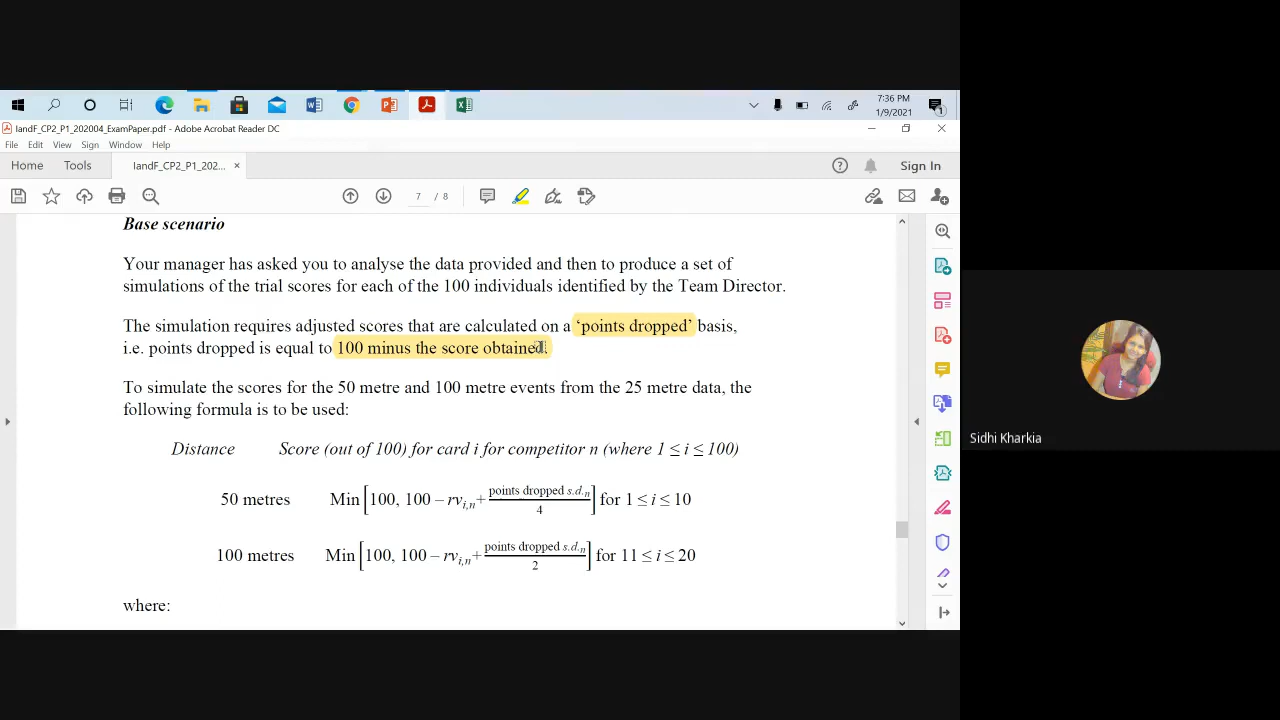 7:36 PM
1/9/2021
1
IandF_CP2_P1_202004_ExamPaper.pdf - Adobe Acrobat Reader DC
File Edit View Sign Window Help
Home Tools IandF_CP2_P1_202... × Sign In
7 / 8
Base scenario
Your manager has asked you to analyse the data provided and then to produce a set of
simulations of the trial scores for each of the 100 individuals identified by the Team Director.
The simulation requires adjusted scores that are calculated on a ‘points dropped’ basis,
i.e. points dropped is equal to 100 minus the score obtained.
To simulate the scores for the 50 metre and 100 metre events from the 25 metre data, the
following formula is to be used:
Distance Score (out of 100) for card i for competitor n (where 1 ≤ i ≤ 100)
50 metres Min [100, 100 – rv_{i,n} + points dropped s.d._n / 4] for 1 ≤ i ≤ 10
100 metres Min [100, 100 – rv_{i,n} + points dropped s.d._n / 2] for 11 ≤ i ≤ 20
where:
Sidhi Kharkia